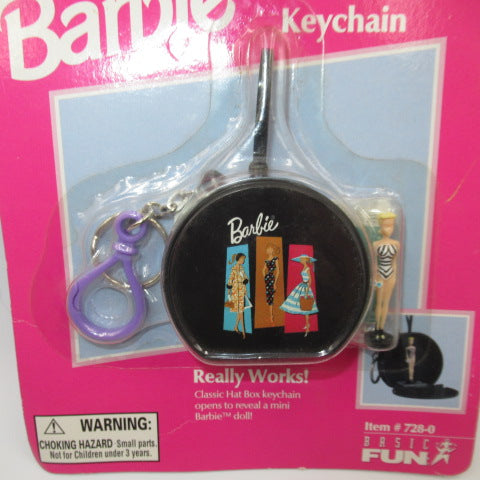 Barbie
Keychain
Barbie
Really Works!
Classic Hat Box keychain
opens to reveal a mini
Barbie™ doll!
WARNING:
CHOKING HAZARD-Small parts.
Not for Children under 3 years.
Item # 728-0
BASIC
FUN